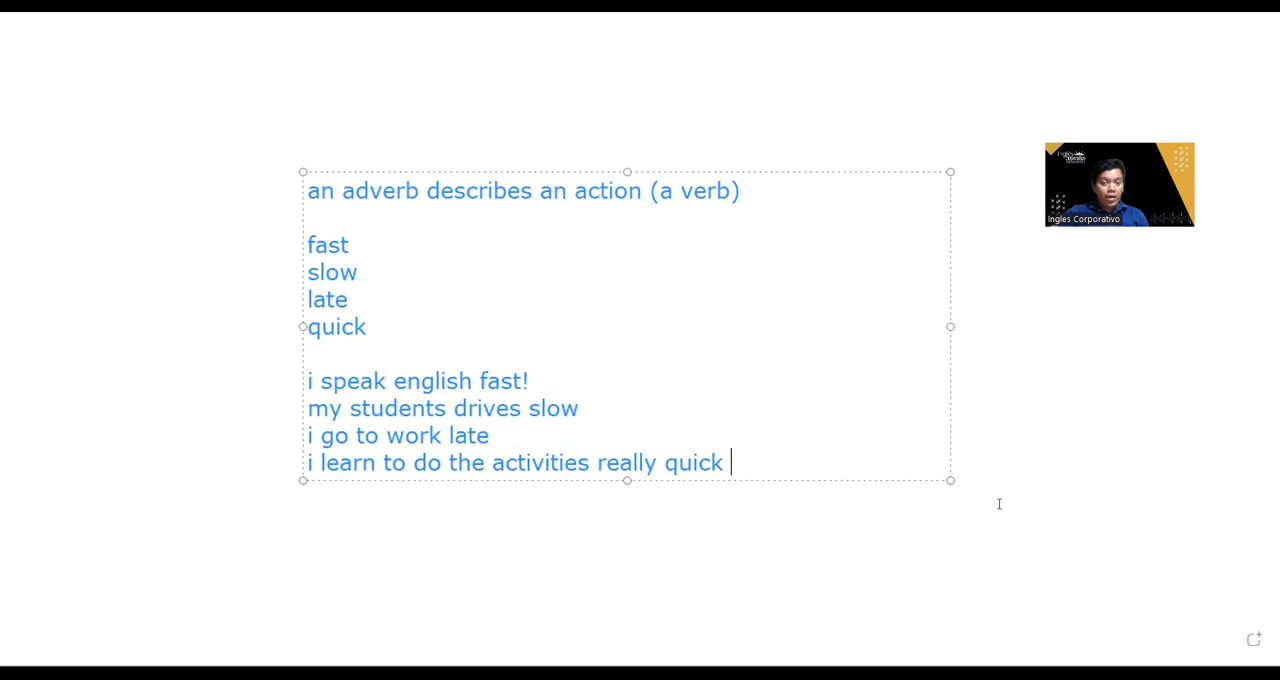 an adverb describes an action (a verb)
fast
slow
late
quick
i speak english fast!
my students drives slow
i go to work late
i learn to do the activities really quick
Inglés Corporativo